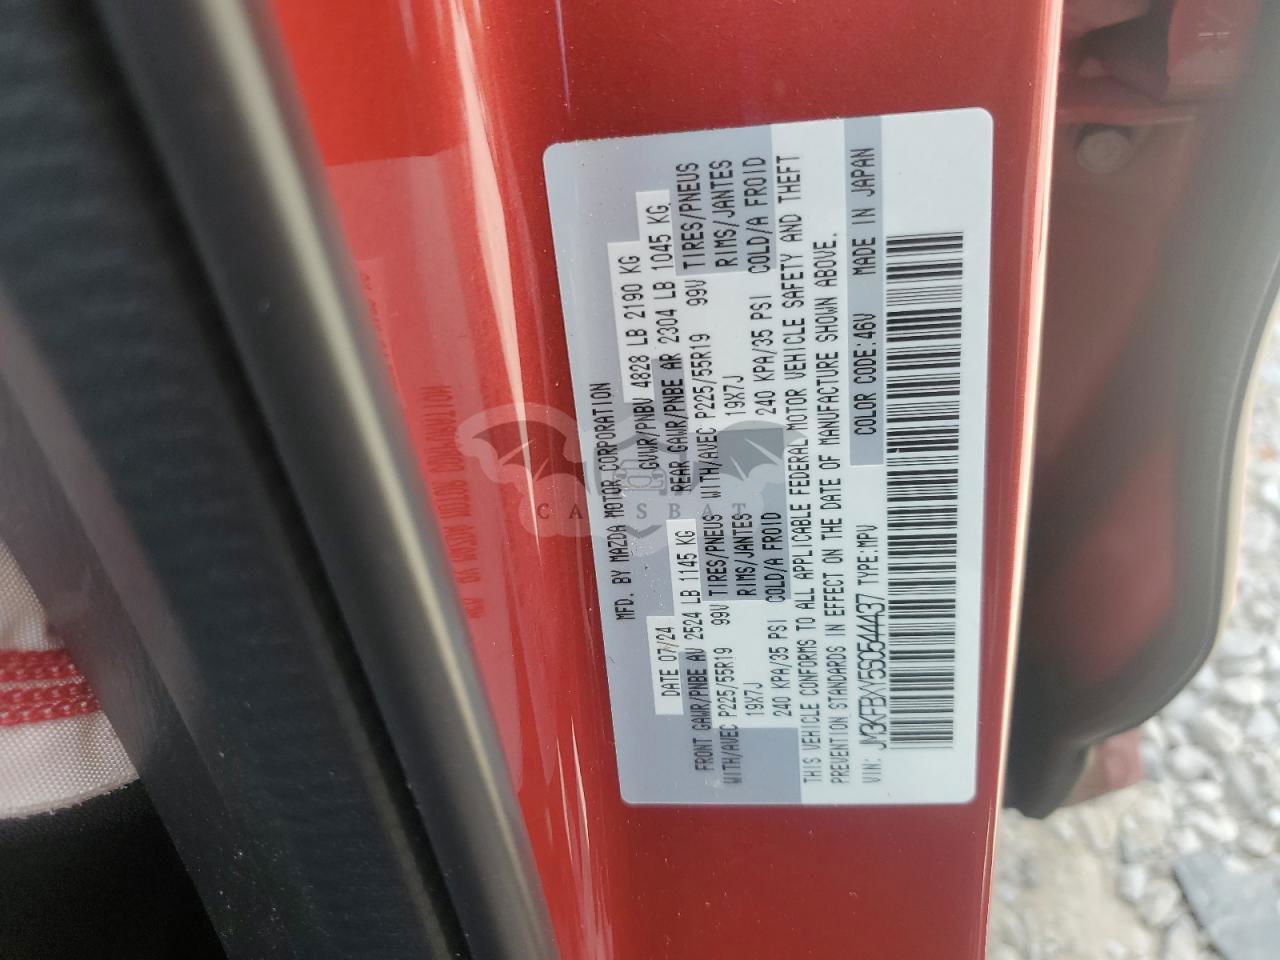 MFD. BY MAZDA MOTOR CORPORATION
DATE 07/24 GVWR/PNBV 4828 LB 2190 KG
FRONT GAWR/PNBE AV 2524 LB 1145 KG REAR GAWR/PNBE AR 2304 LB 1045 KG
WITH/AVEC P225/55R19 99V TIRES/PNEUS WITH/AVEC P225/55R19 99V TIRES/PNEUS
19X7J RIMS/JANTES 19X7J RIMS/JANTES
240 KPA/35 PSI COLD/A FROID 240 KPA/35 PSI COLD/A FROID
THIS VEHICLE CONFORMS TO ALL APPLICABLE FEDERAL MOTOR VEHICLE SAFETY AND THEFT
PREVENTION STANDARDS IN EFFECT ON THE DATE OF MANUFACTURE SHOWN ABOVE.
VIN: JM3KFBXY5S0544437 TYPE:MPV COLOR CODE:46V MADE IN JAPAN